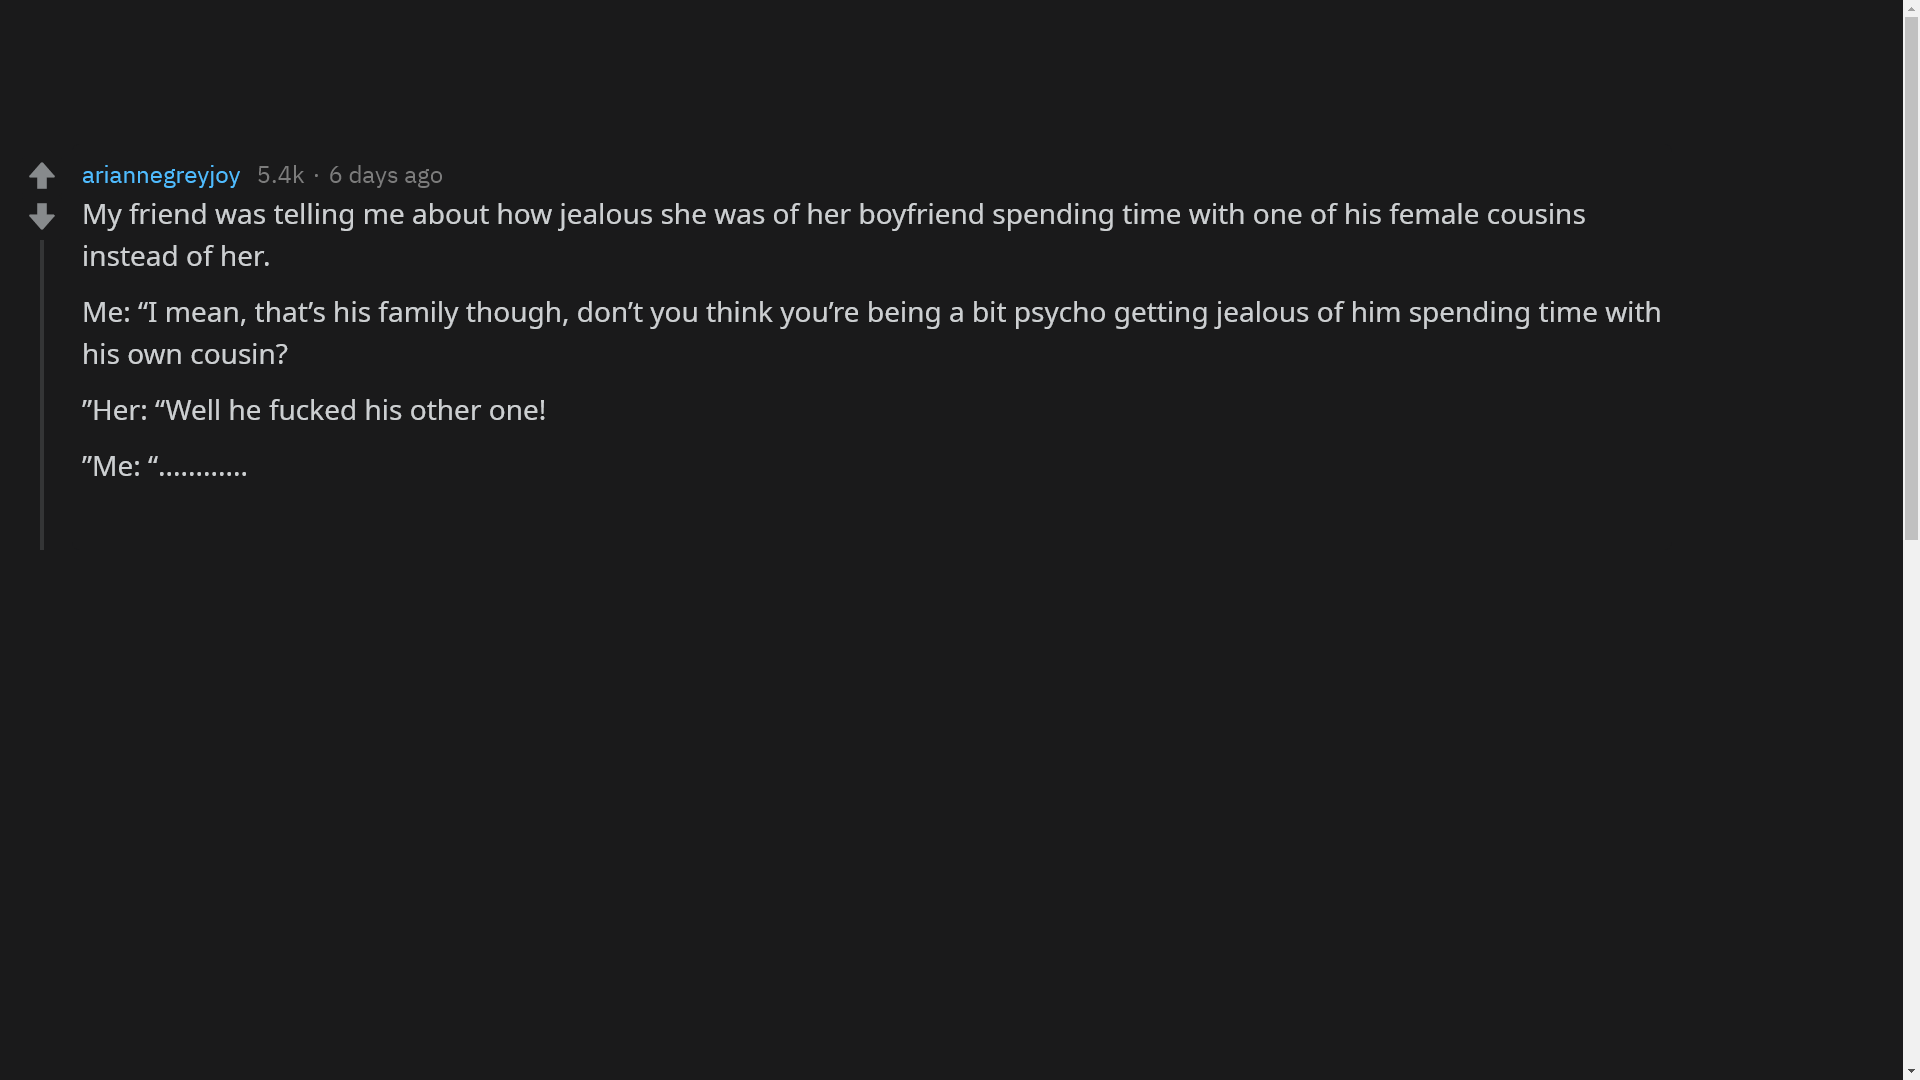 ariannegreyjoy 5.4k · 6 days ago
My friend was telling me about how jealous she was of her boyfriend spending time with one of his female cousins
instead of her.
Me: “I mean, that’s his family though, don’t you think you’re being a bit psycho getting jealous of him spending time with
his own cousin?
”Her: “Well he fucked his other one!
”Me: “............